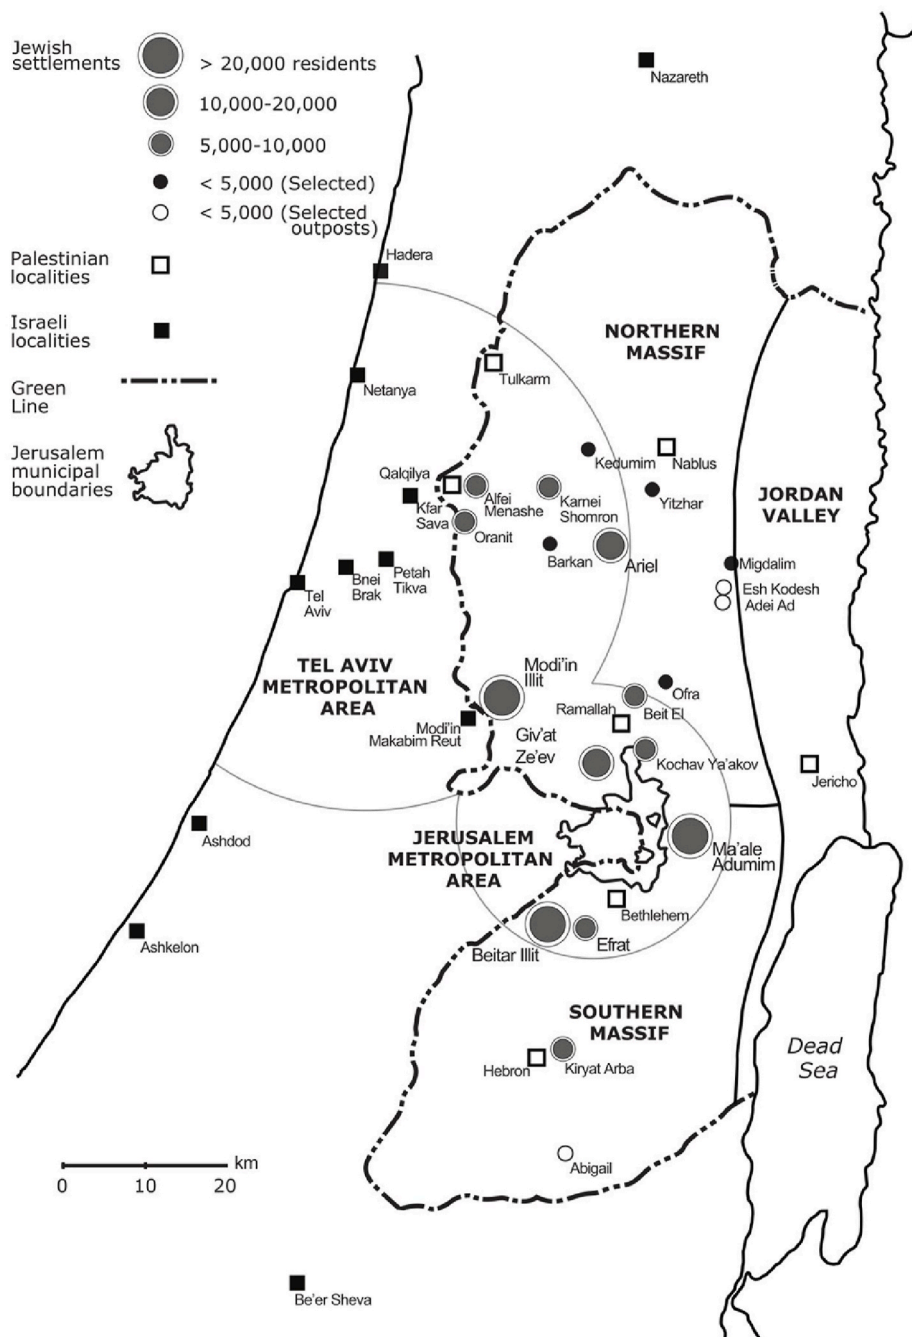 Jewish
settlements
> 20,000 residents
10,000-20,000
5,000-10,000
< 5,000 (Selected)
< 5,000 (Selected
outposts)
Palestinian
localities
Israeli
localities
Green
Line
Jerusalem
municipal
boundaries
Nazareth
Hadera
NORTHERN
MASSIF
Tulkarm
Netanya
Kedumim
Nablus
Qalqilya
Kfar
Sava
Alfei
Menashe
Karnei
Shomron
Yitzhar
JORDAN
VALLEY
Oranit
Barkan
Ariel
Migdalim
Esh Kodesh
Adei Ad
Petah
Tikva
Bnei
Brak
Tel
Aviv
TEL AVIV
METROPOLITAN
AREA
Modi'in
Illit
Ofra
Beit El
Ramallah
Modi'in
Makabim Reut
Giv'at
Ze'ev
Kochav Ya'akov
Jericho
Ashdod
JERUSALEM
METROPOLITAN
AREA
Ma'ale
Adumim
Bethlehem
Ashkelon
Beitar Illit
Efrat
SOUTHERN
MASSIF
Hebron
Kiryat Arba
Dead
Sea
Abigail
km
0 10 20
Be'er Sheva